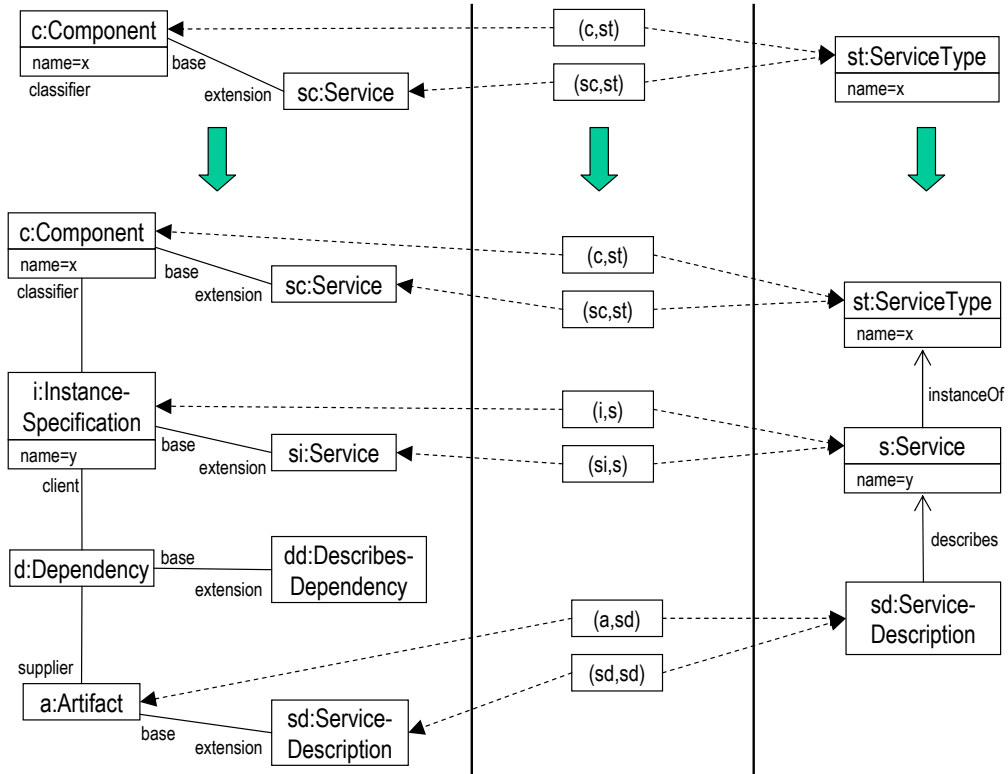 c:Component
name=x
classifier
base
extension
sc:Service
(c,st)
(sc,st)
st:ServiceType
name=x
c:Component
name=x
classifier
base
extension
sc:Service
(c,st)
(sc,st)
st:ServiceType
name=x
instanceOf
i:Instance-
Specification
name=y
client
base
extension
si:Service
(i,s)
(si,s)
s:Service
name=y
describes
d:Dependency
base
extension
dd:Describes-
Dependency
(a,sd)
(sd,sd)
sd:Service-
Description
supplier
a:Artifact
base
extension
sd:Service-
Description